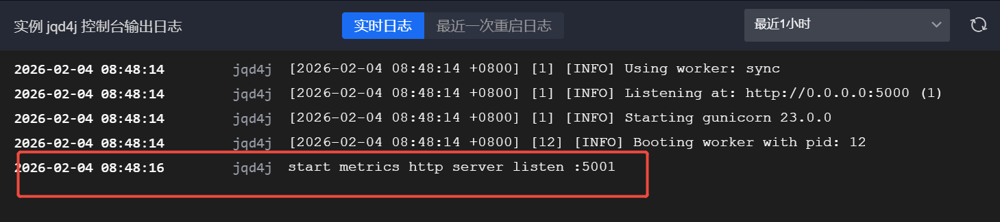 实例 jqd4j 控制台输出日志 实时日志 最近一次重启日志 最近1小时
2026-02-04 08:48:14 jqd4j [2026-02-04 08:48:14 +0800] [1] [INFO] Using worker: sync
2026-02-04 08:48:14 jqd4j [2026-02-04 08:48:14 +0800] [1] [INFO] Listening at: http://0.0.0.0:5000 (1)
2026-02-04 08:48:14 jqd4j [2026-02-04 08:48:14 +0800] [1] [INFO] Starting gunicorn 23.0.0
2026-02-04 08:48:14 jqd4j [2026-02-04 08:48:14 +0800] [12] [INFO] Booting worker with pid: 12
2026-02-04 08:48:16 jqd4j start metrics http server listen :5001